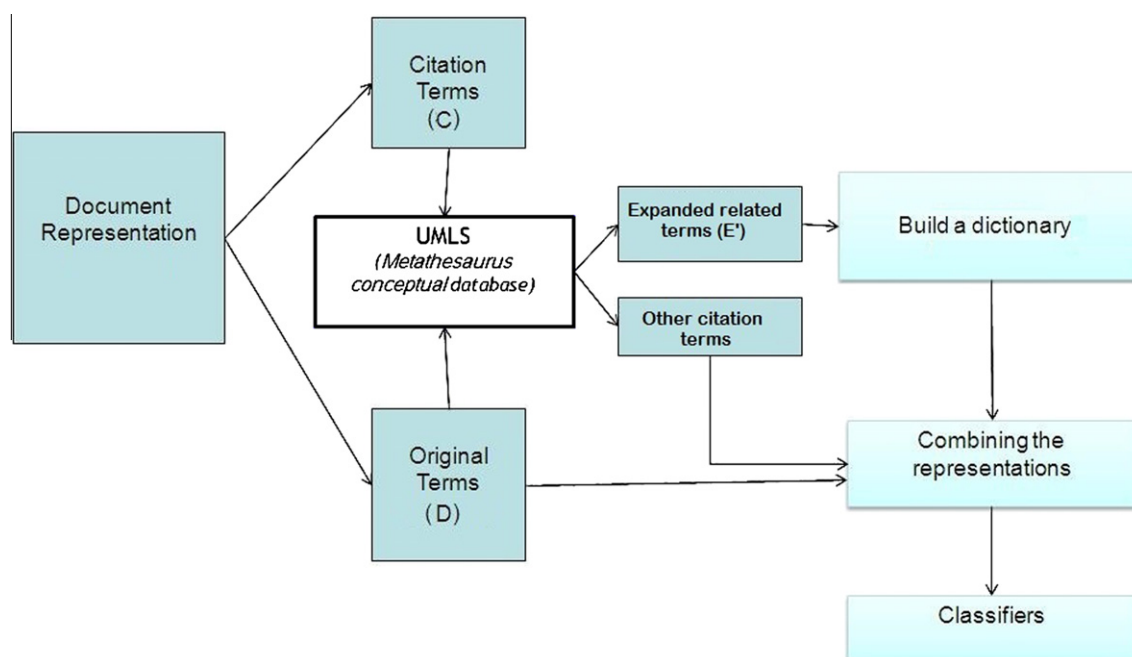 Document
Representation
Citation
Terms
(C)
UMLS
(Metathesaurus
conceptual database)
Original
Terms
(D)
Expanded related
terms (E')
Other citation
terms
Build a dictionary
Combining the
representations
Classifiers